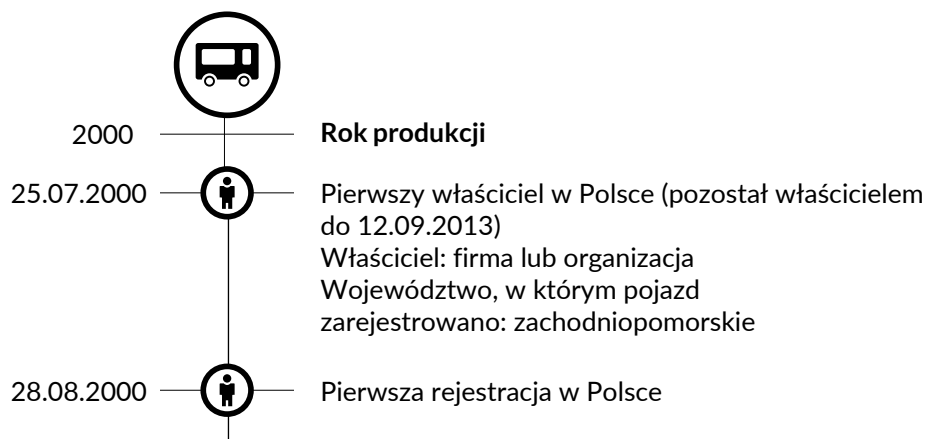 2000 Rok produkcji
25.07.2000 Pierwszy właściciel w Polsce (pozostał właścicielem
do 12.09.2013)
Właściciel: firma lub organizacja
Województwo, w którym pojazd
zarejestrowano: zachodniopomorskie
28.08.2000 Pierwsza rejestracja w Polsce